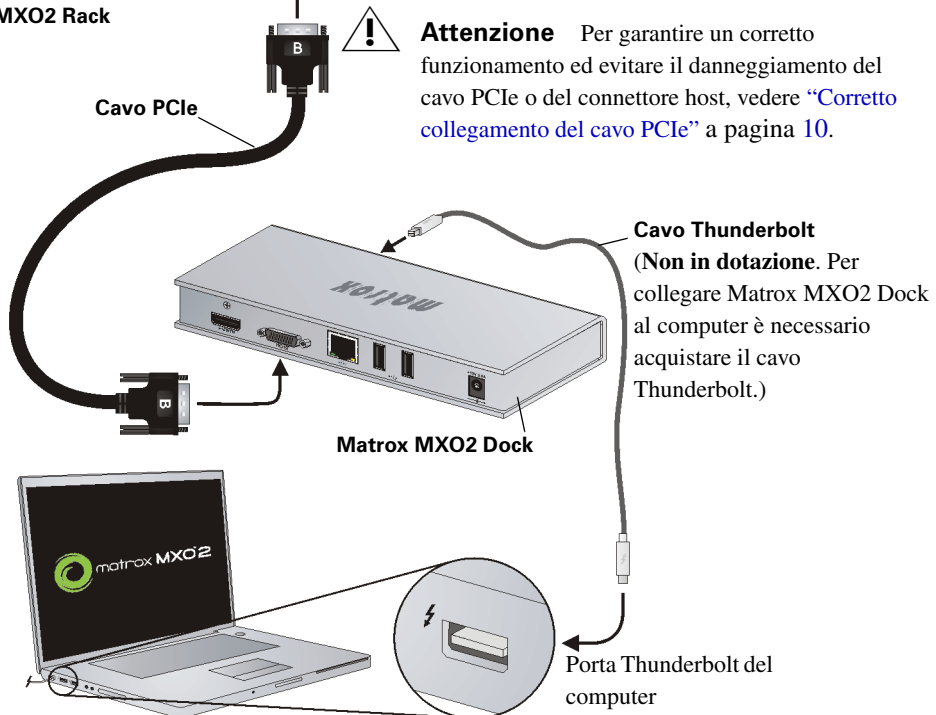 MXO2 Rack
B
Attenzione Per garantire un corretto
funzionamento ed evitare il danneggiamento del
cavo PCIe o del connettore host, vedere “Corretto
collegamento del cavo PCIe” a pagina 10.
Cavo PCIe
Cavo Thunderbolt
(Non in dotazione. Per
collegare Matrox MXO2 Dock
al computer è necessario
acquistare il cavo
Thunderbolt.)
matrox
B
Matrox MXO2 Dock
matrox MXO2
Porta Thunderbolt del
computer